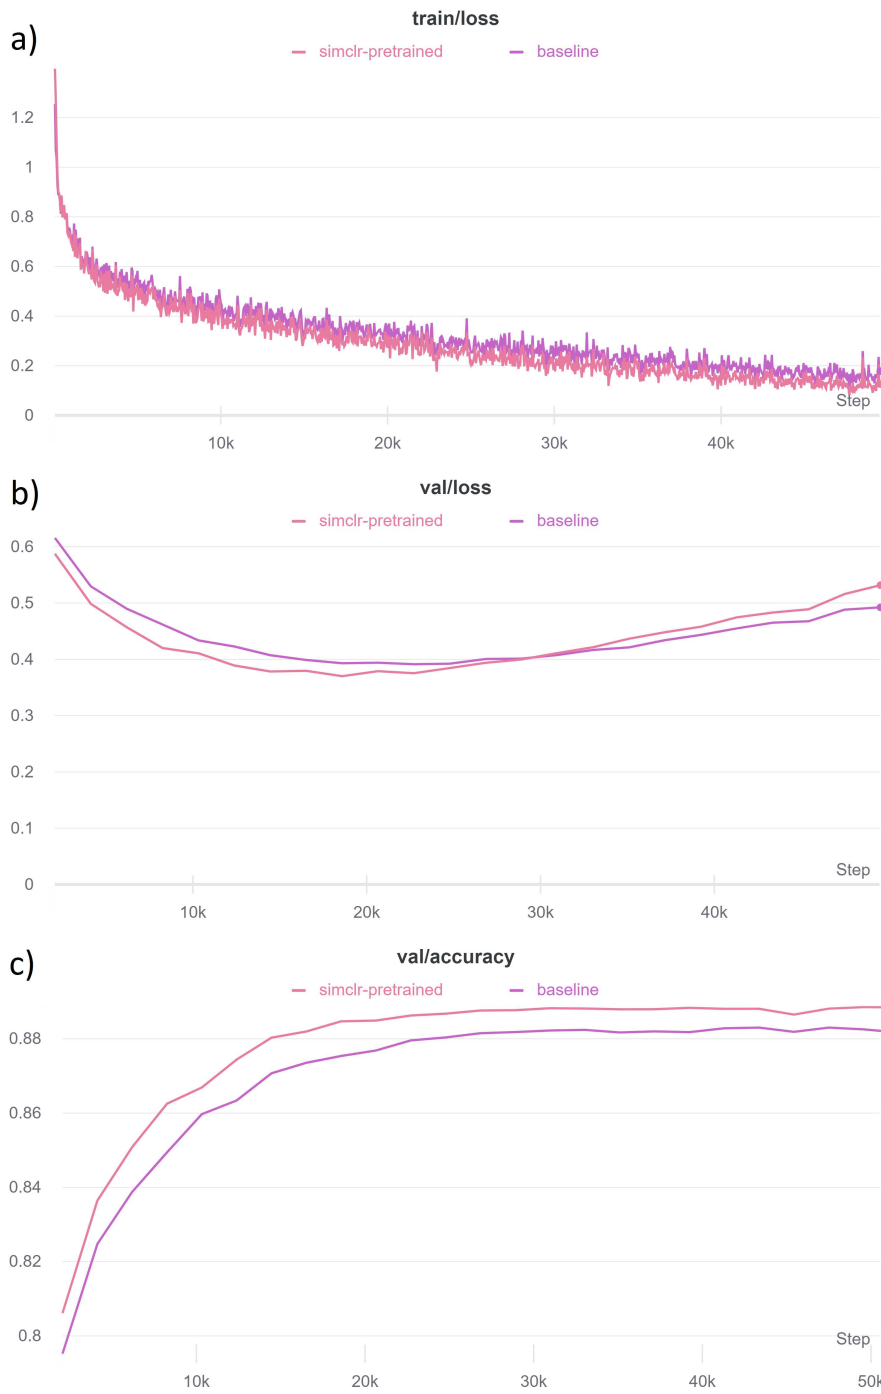 a)
train/loss
simclr-pretrained baseline
1.2
1
0.8
0.6
0.4
0.2
0
Step
10k 20k 30k 40k
b)
val/loss
simclr-pretrained baseline
0.6
0.5
0.4
0.3
0.2
0.1
0
Step
10k 20k 30k 40k
c)
val/accuracy
simclr-pretrained baseline
0.88
0.86
0.84
0.82
0.8
Step
10k 20k 30k 40k 50k